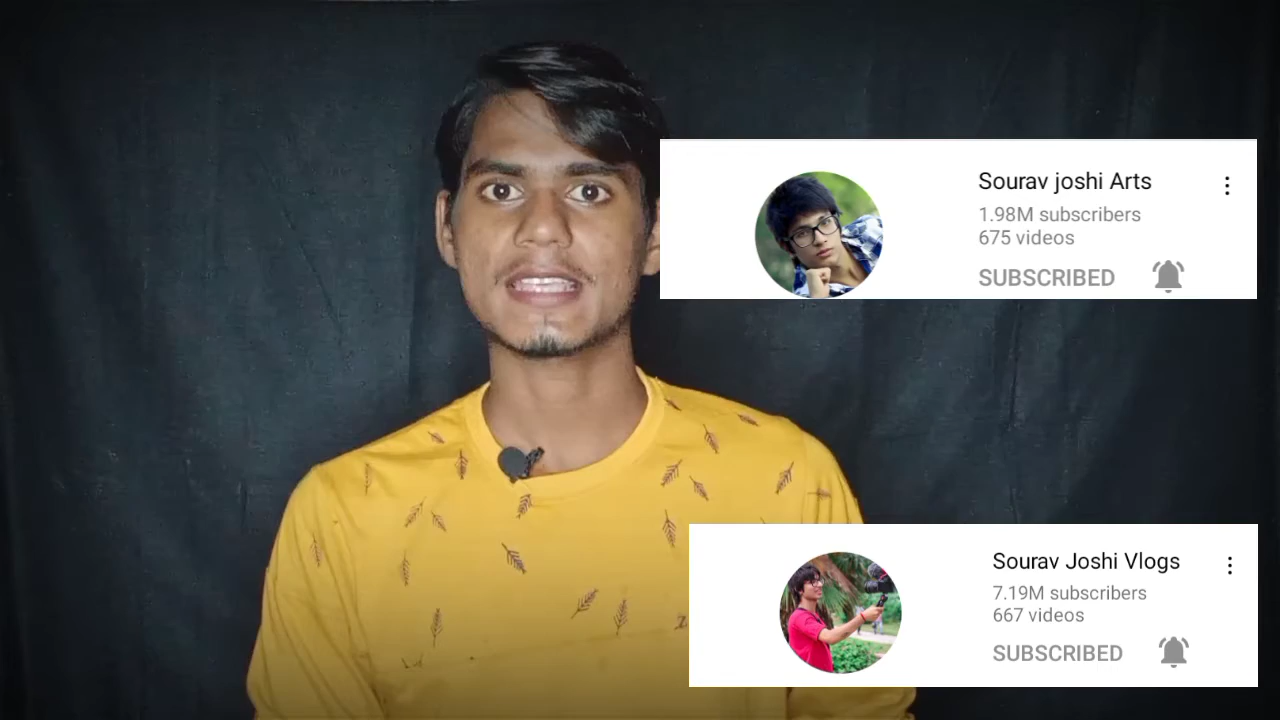 Sourav joshi Arts
1.98M subscribers
675 videos
SUBSCRIBED
Sourav Joshi Vlogs
7.19M subscribers
667 videos
SUBSCRIBED